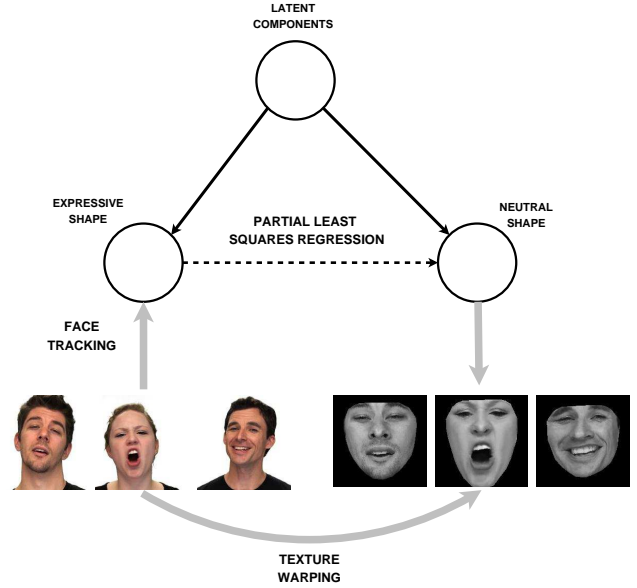 LATENT
COMPONENTS
EXPRESSIVE
SHAPE
NEUTRAL
SHAPE
PARTIAL LEAST
SQUARES REGRESSION
FACE
TRACKING
TEXTURE
WARPING